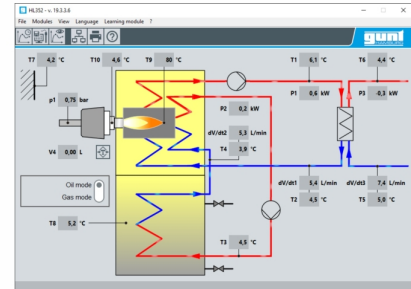 HL352 - v. 19.3.3.6
File Modules View Language Learning module ?
gunt
T7 4,2 °C T10 4,6 °C T9 80 °C T1 6,1 °C T6 4,4 °C
p1 0,75 bar P2 0,2 kW P1 0,6 kW P3 0,3 kW
dV/dt2 5,3 L/min
V4 0,00 L T4 3,9 °C
Oil mode
Gas mode
dV/dt1 5,4 L/min dV/dt3 7,4 L/min
T2 4,5 °C T5 5,0 °C
T8 5,2 °C T3 4,5 °C